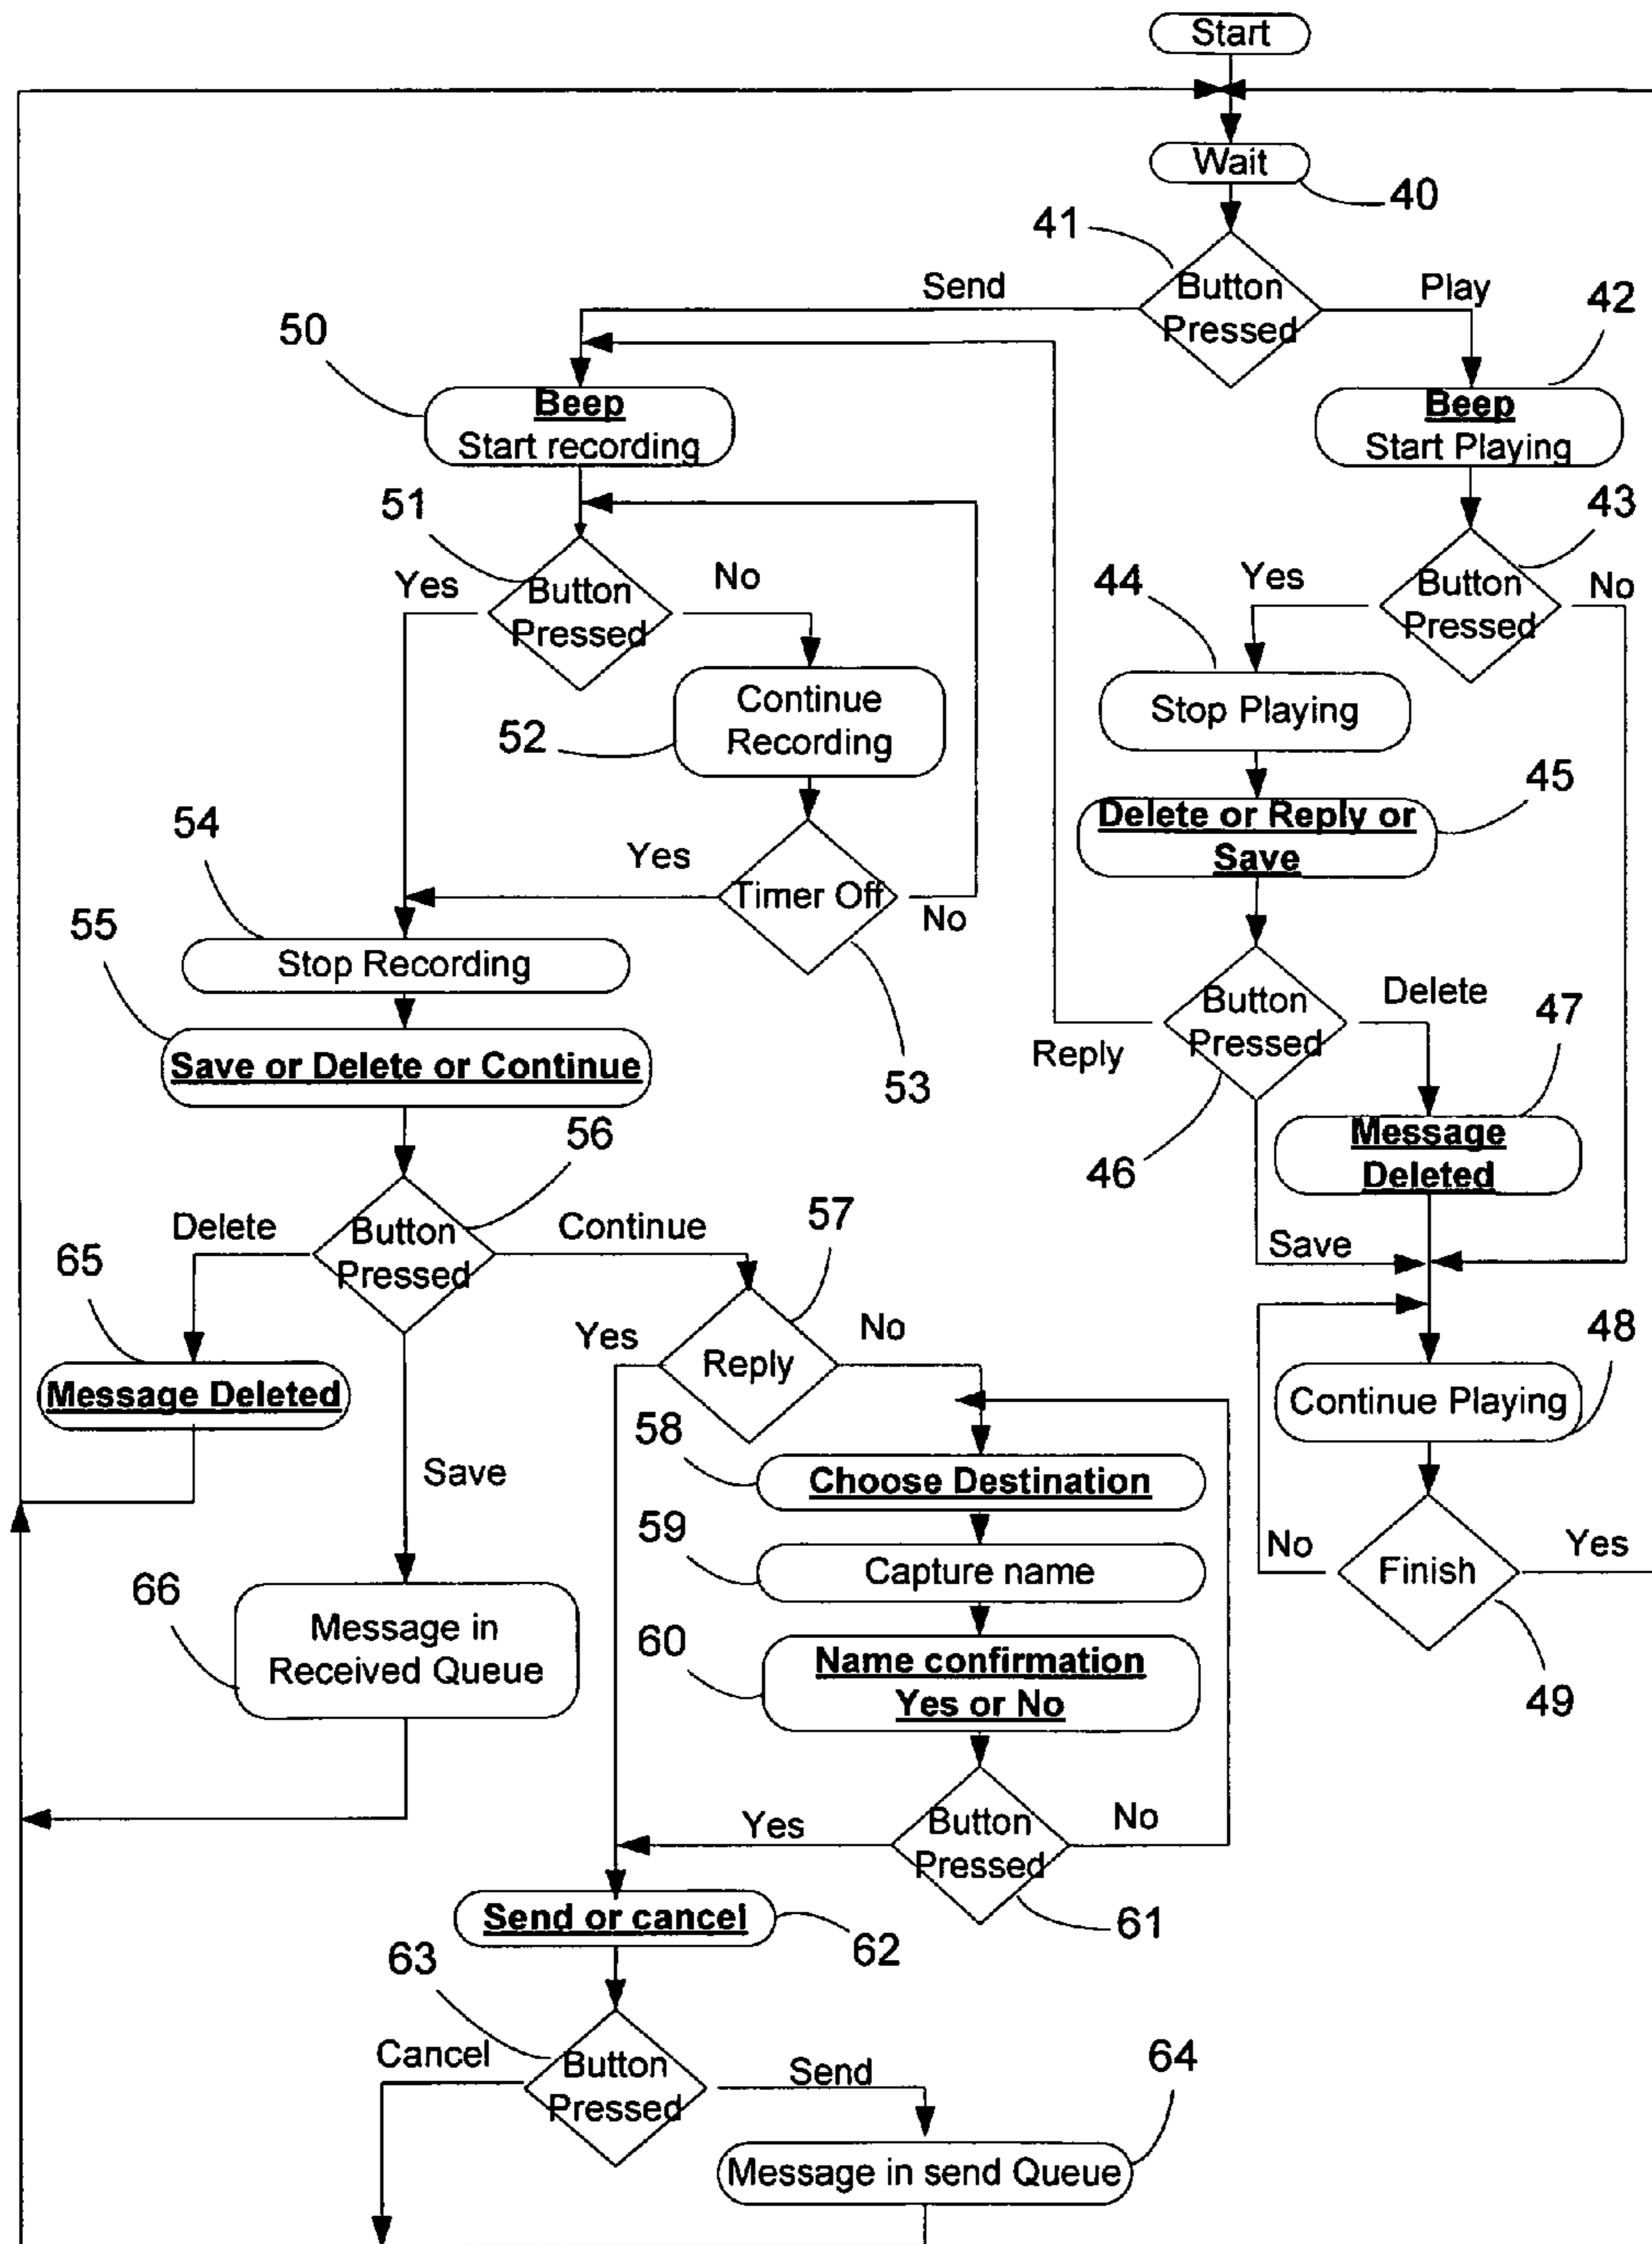 Start
Wait
40
41
Button
Pressed
Send
Play
42
50
Beep
Start recording
Beep
Start Playing
43
51
Yes
Button
Pressed
No
44
Yes
Button
Pressed
No
Continue
Recording
52
Stop Playing
45
54
Yes
Timer Off
No
Delete or Reply or
Save
55
Stop Recording
53
Button
Pressed
Delete
47
Reply
Save or Delete or Continue
56
46
Message
Deleted
Delete
Button
Pressed
Continue
57
Save
65
Yes
Reply
No
48
Message Deleted
Continue Playing
58
Choose Destination
Save
59
Capture name
No
Finish
Yes
66
Message in
Received Queue
60
Name confirmation
Yes or No
49
Yes
Button
Pressed
No
Send or cancel
62
61
63
Cancel
Button
Pressed
Send
64
Message in send Queue